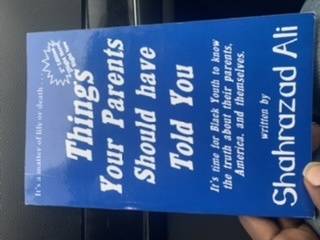 It's a matter of life or death . . .
Things
Your Parents
Should have
Told You
It's time for Black Youth to know
the truth about their parents,
America, and themselves.
written by
Shahrazad Ali